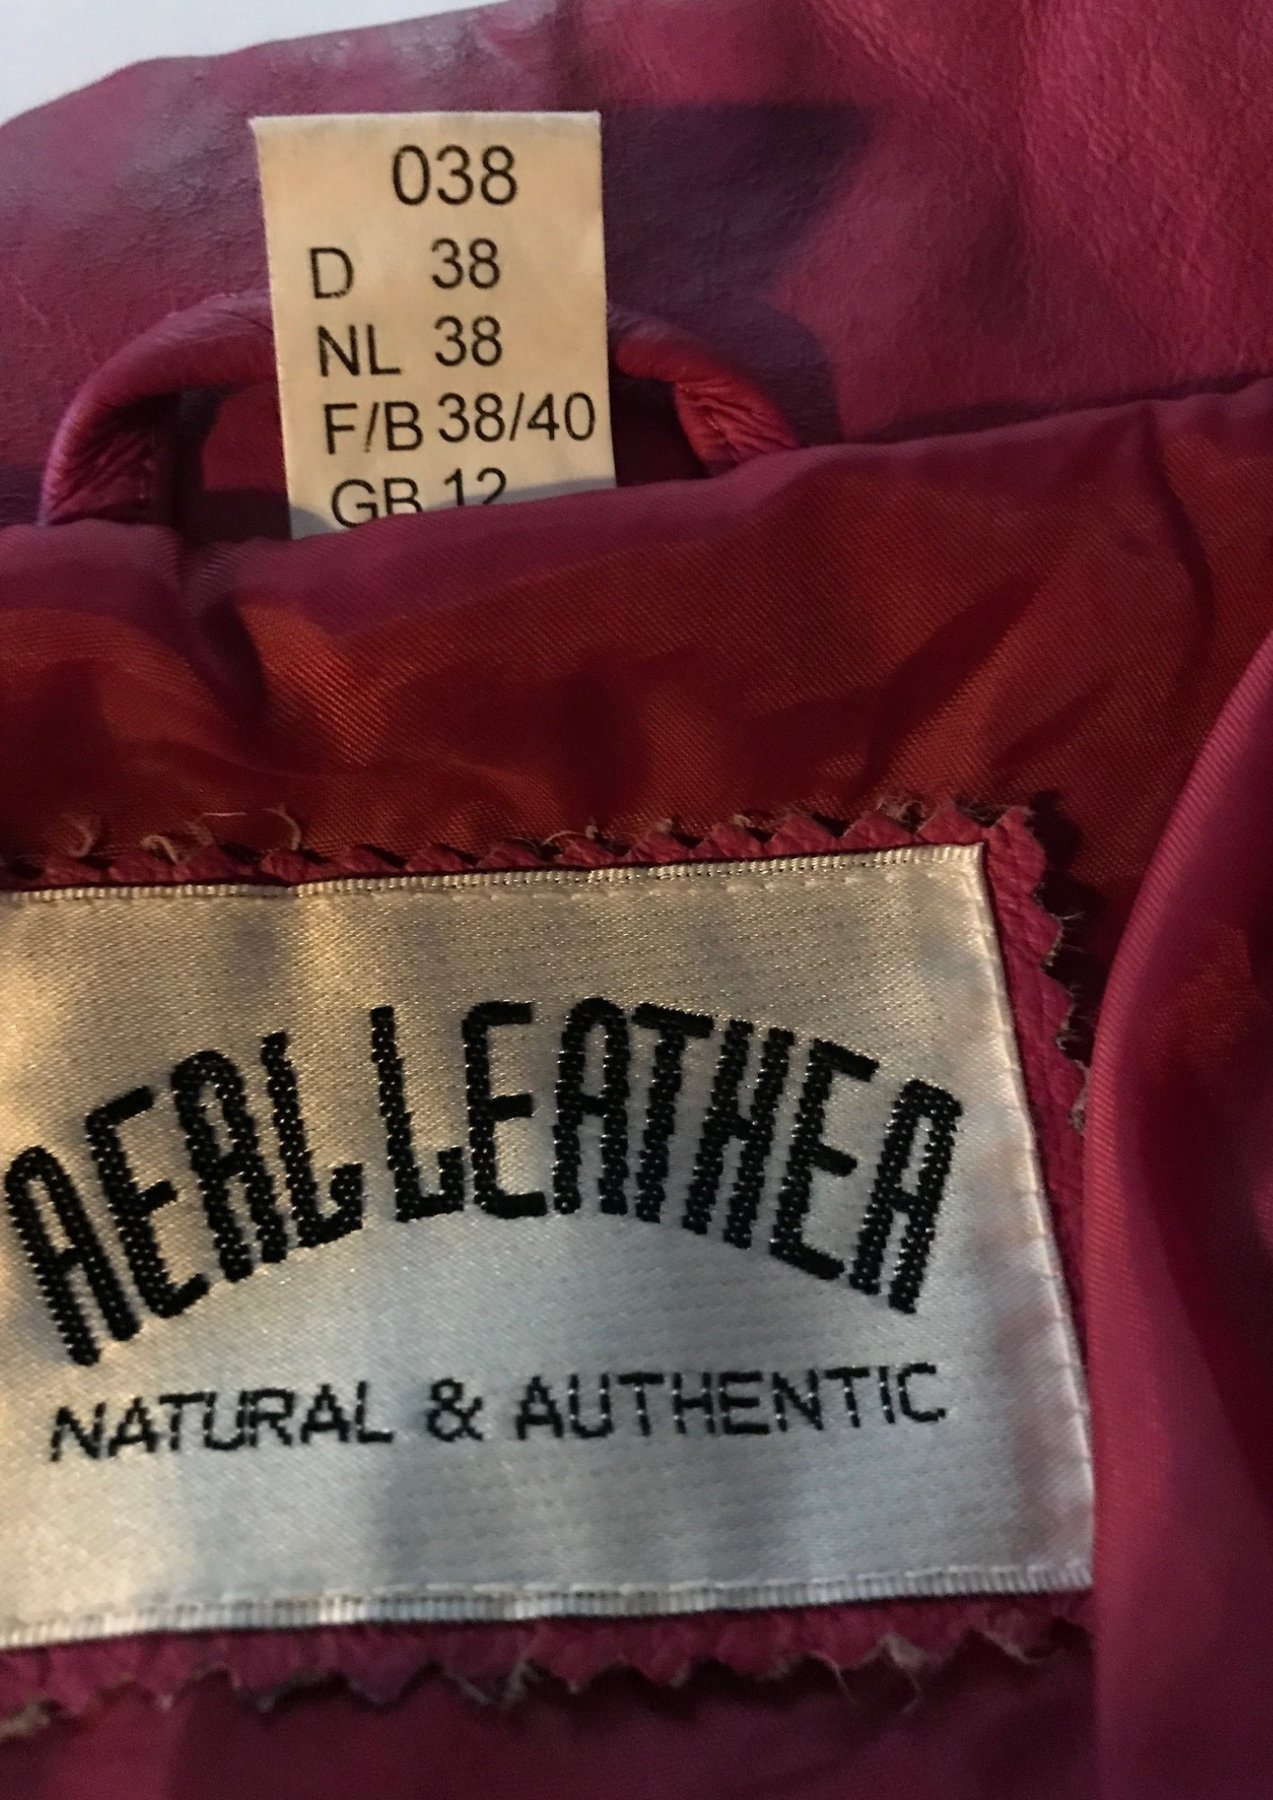 038
D 38
NL 38
F/B 38/40
GB 12
REAL LEATHER
NATURAL & AUTHENTIC